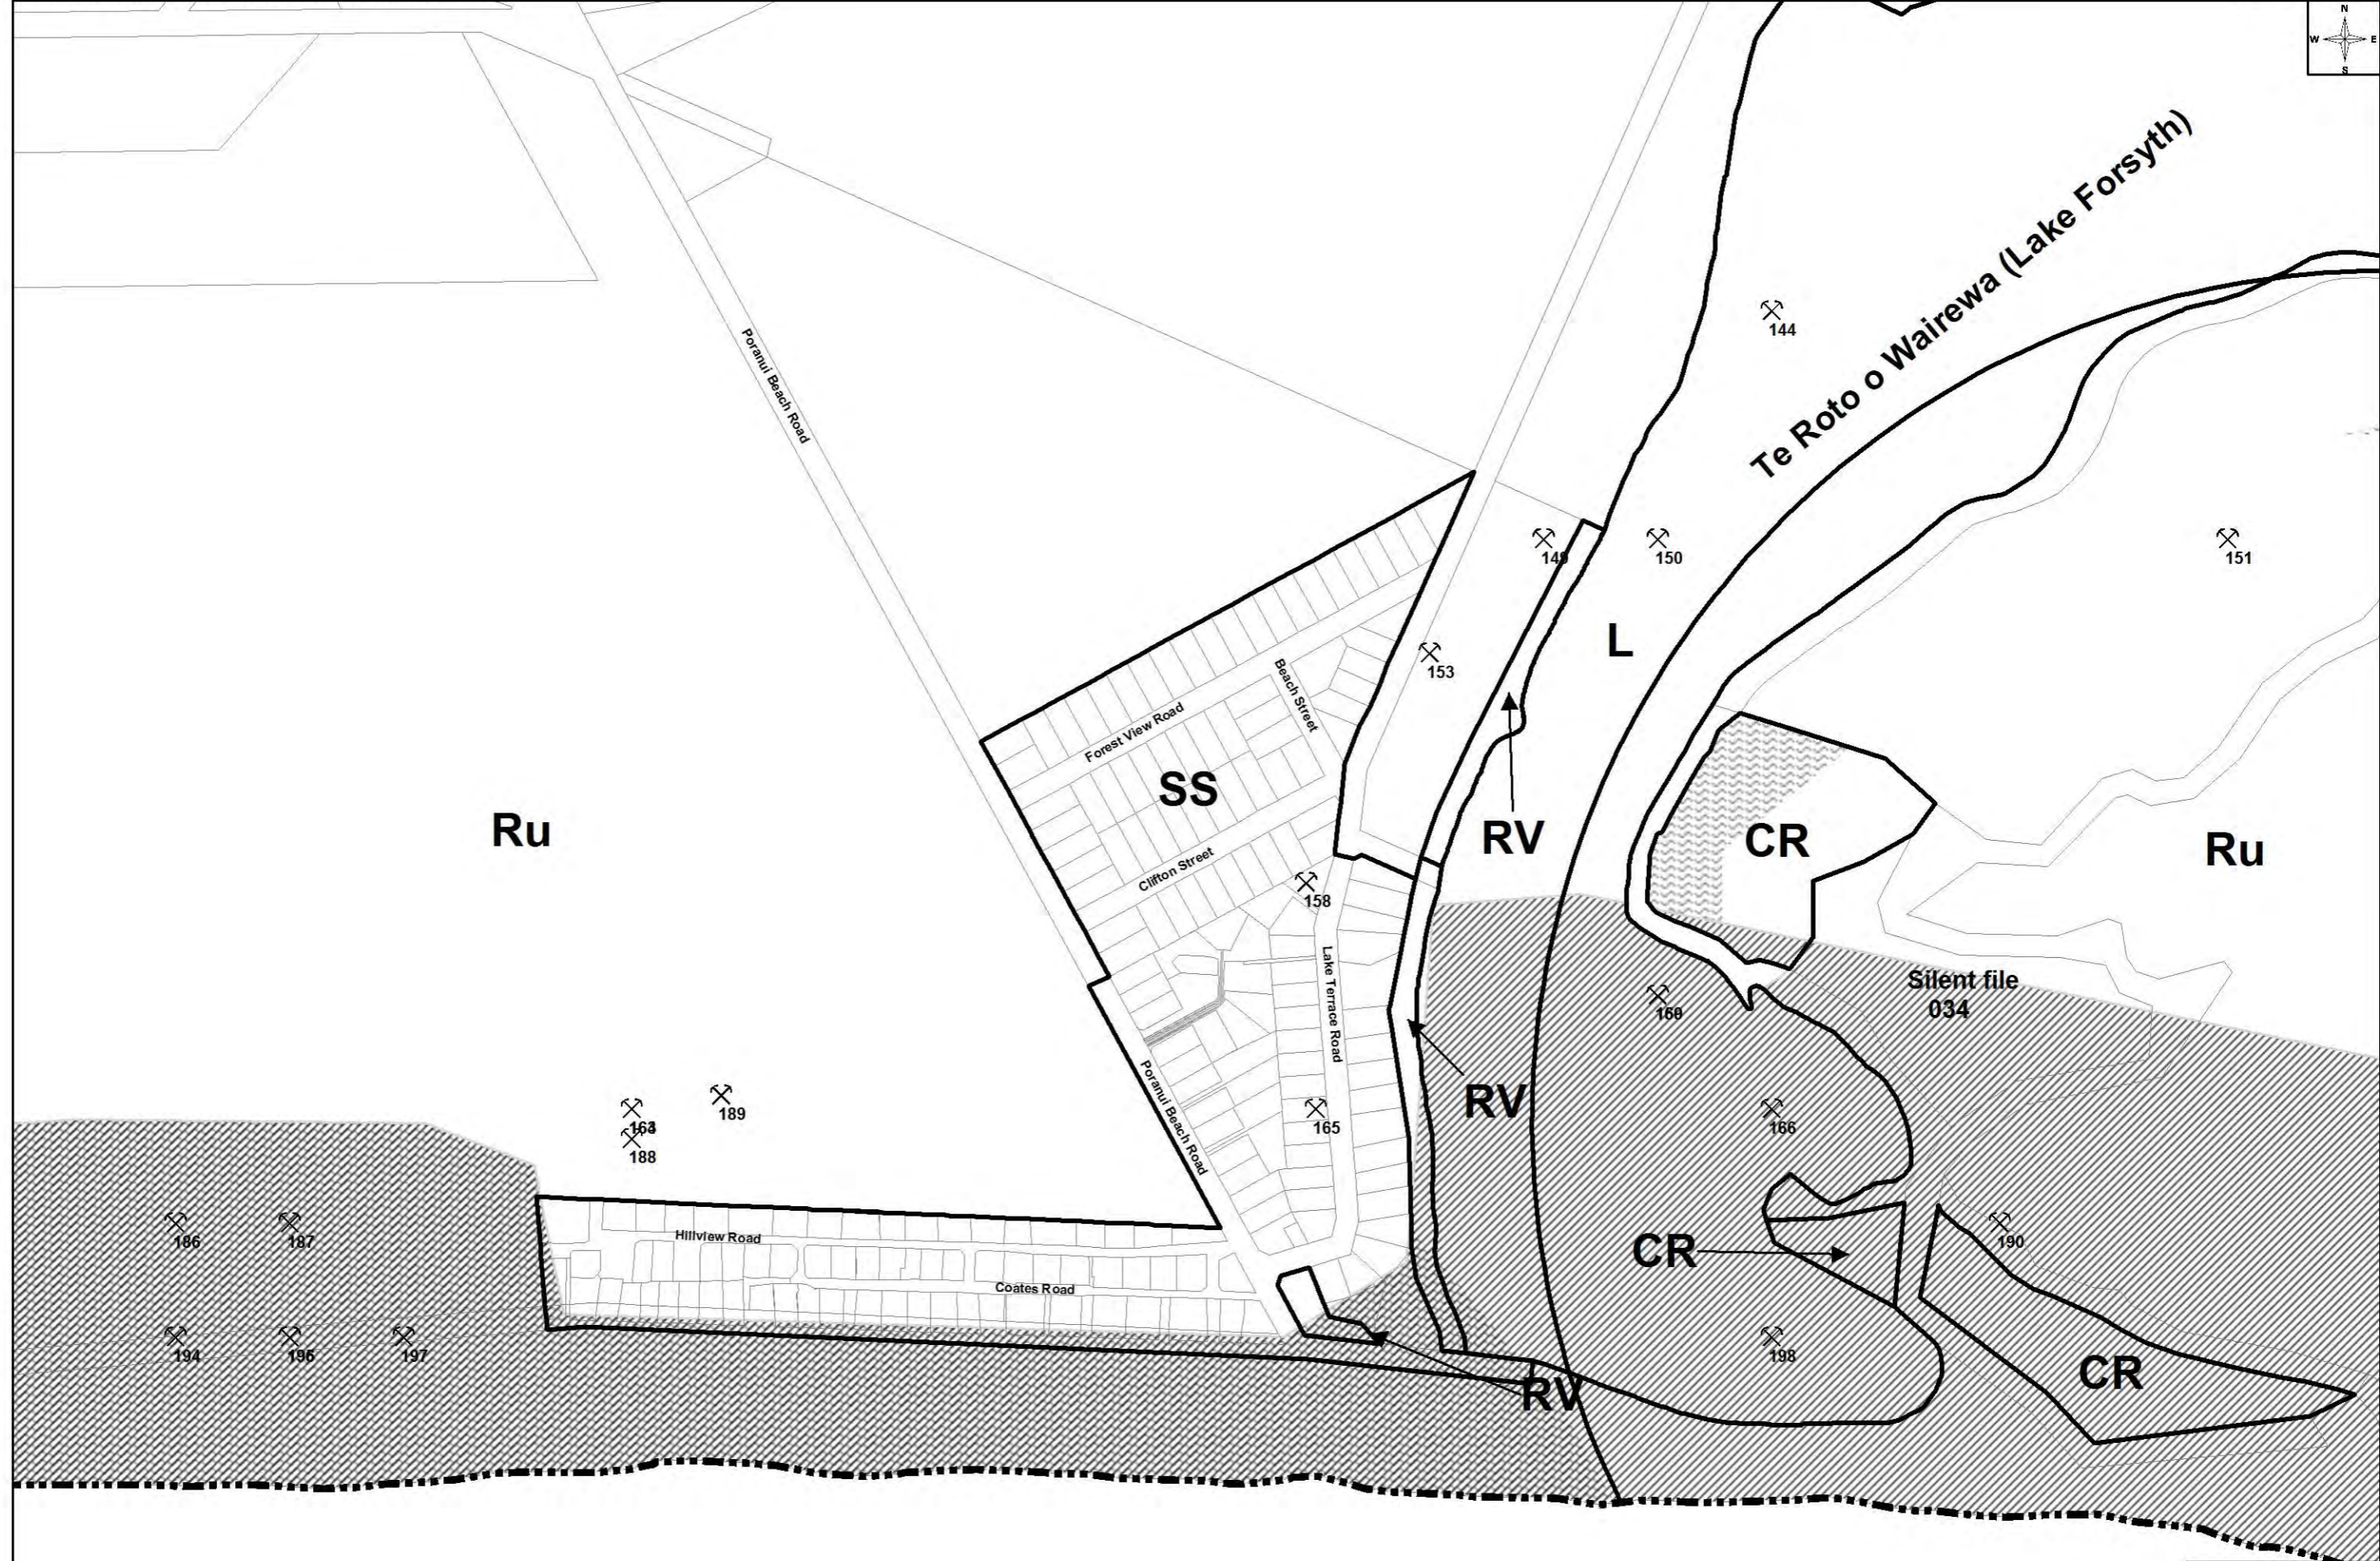 N
W E
S
Te Roto o Wairewa (Lake Forsyth)
144
Poranui Beach Road
149
150
151
L
153
Beach Street
Forest View Road
SS
Ru
RV
CR
Ru
Clifton Street
158
Lake Terrace Road
Silent file
034
RV
189
188
Poranui Beach Road
165
166
186
187
Hillview Road
CR
190
Coates Road
194
197
198
CR
RV